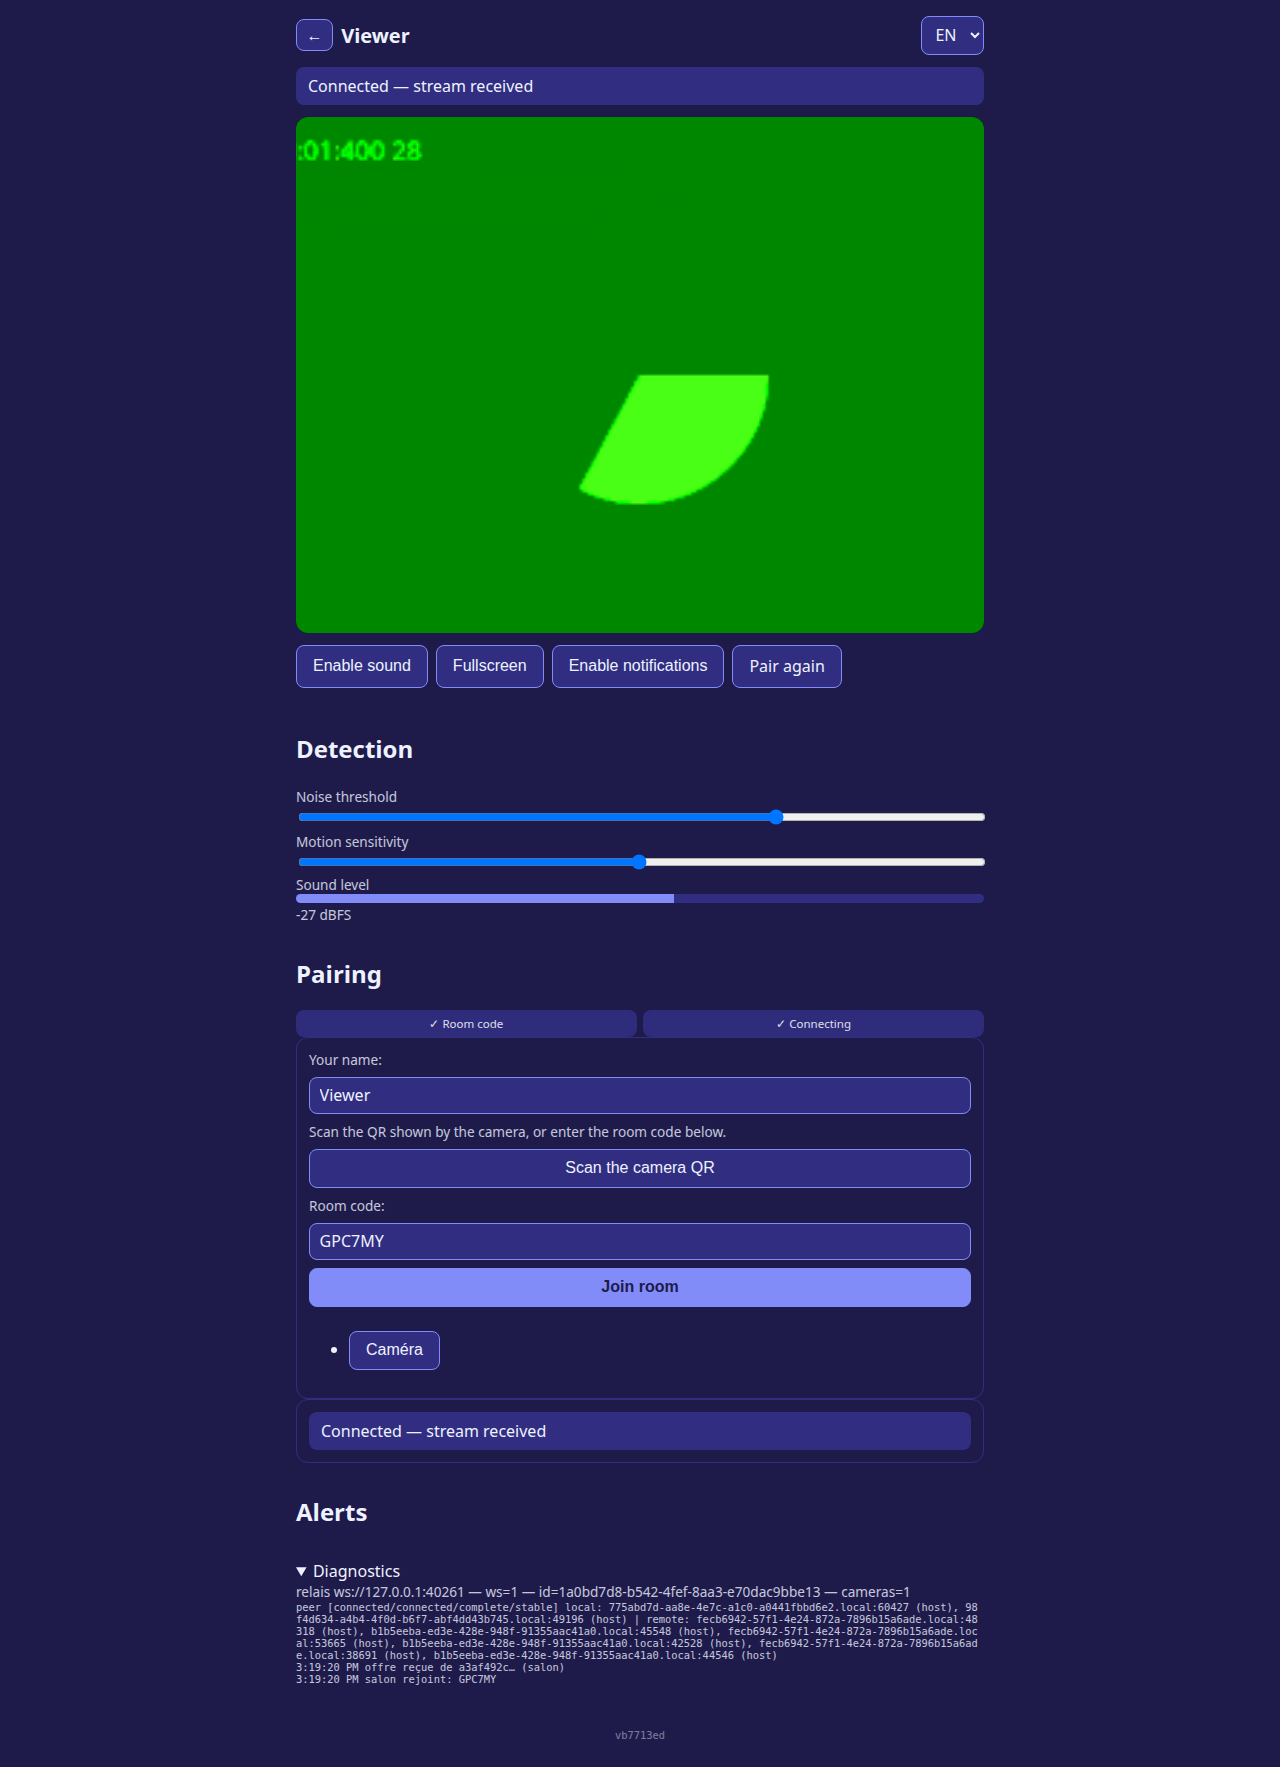 ←
Viewer
EN
Connected — stream received
:01:400 28
Enable sound
Fullscreen
Enable notifications
Pair again
Detection
Noise threshold
Motion sensitivity
Sound level
-27 dBFS
Pairing
✓ Room code
✓ Connecting
Your name:
Viewer
Scan the QR shown by the camera, or enter the room code below.
Scan the camera QR
Room code:
GPC7MY
Join room
Caméra
Connected — stream received
Alerts
▼ Diagnostics
relais ws://127.0.0.1:40261 — ws=1 — id=1a0bd7d8-b542-4fef-8aa3-e70dac9bbe13 — cameras=1
peer [connected/connected/complete/stable] local: 775abd7d-aa8e-4e7c-a1c0-a0441fbbd6e2.local:60427 (host), 98
f4d634-a4b4-4f0d-b6f7-abf4dd43b745.local:49196 (host) | remote: fecb6942-57f1-4e24-872a-7896b15a6ade.local:48
318 (host), b1b5eeba-ed3e-428e-948f-91355aac41a0.local:45548 (host), fecb6942-57f1-4e24-872a-7896b15a6ade.loc
al:53665 (host), b1b5eeba-ed3e-428e-948f-91355aac41a0.local:42528 (host), fecb6942-57f1-4e24-872a-7896b15a6ad
e.local:38691 (host), b1b5eeba-ed3e-428e-948f-91355aac41a0.local:44546 (host)
3:19:20 PM offre reçue de a3af492c… (salon)
3:19:20 PM salon rejoint: GPC7MY
vb7713ed